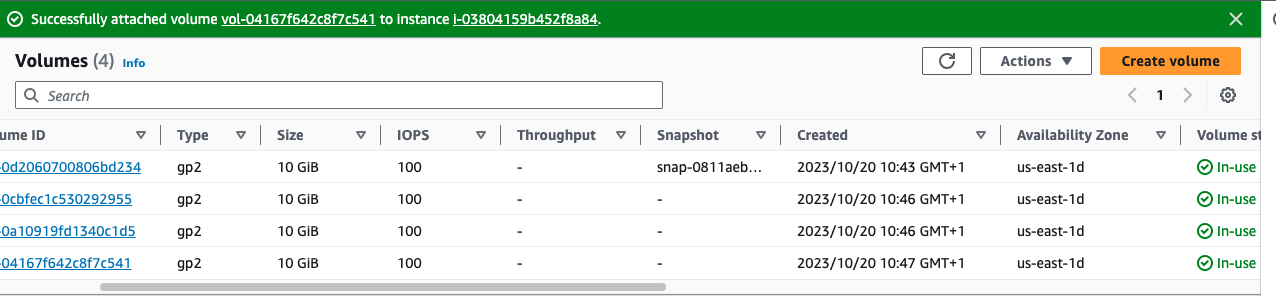 Successfully attached volume vol-04167f642c8f7c541 to instance i-03804159b452f8a84.
Volumes (4) Info Actions Create volume
Search 1
ume ID Type Size IOPS Throughput Snapshot Created Availability Zone Volume st
-0d2060700806bd234 gp2 10 GiB 100 - snap-0811aeb... 2023/10/20 10:43 GMT+1 us-east-1d In-use
-0cbfec1c530292955 gp2 10 GiB 100 - - 2023/10/20 10:46 GMT+1 us-east-1d In-use
-0a10919fd1340c1d5 gp2 10 GiB 100 - - 2023/10/20 10:46 GMT+1 us-east-1d In-use
-04167f642c8f7c541 gp2 10 GiB 100 - - 2023/10/20 10:47 GMT+1 us-east-1d In-use